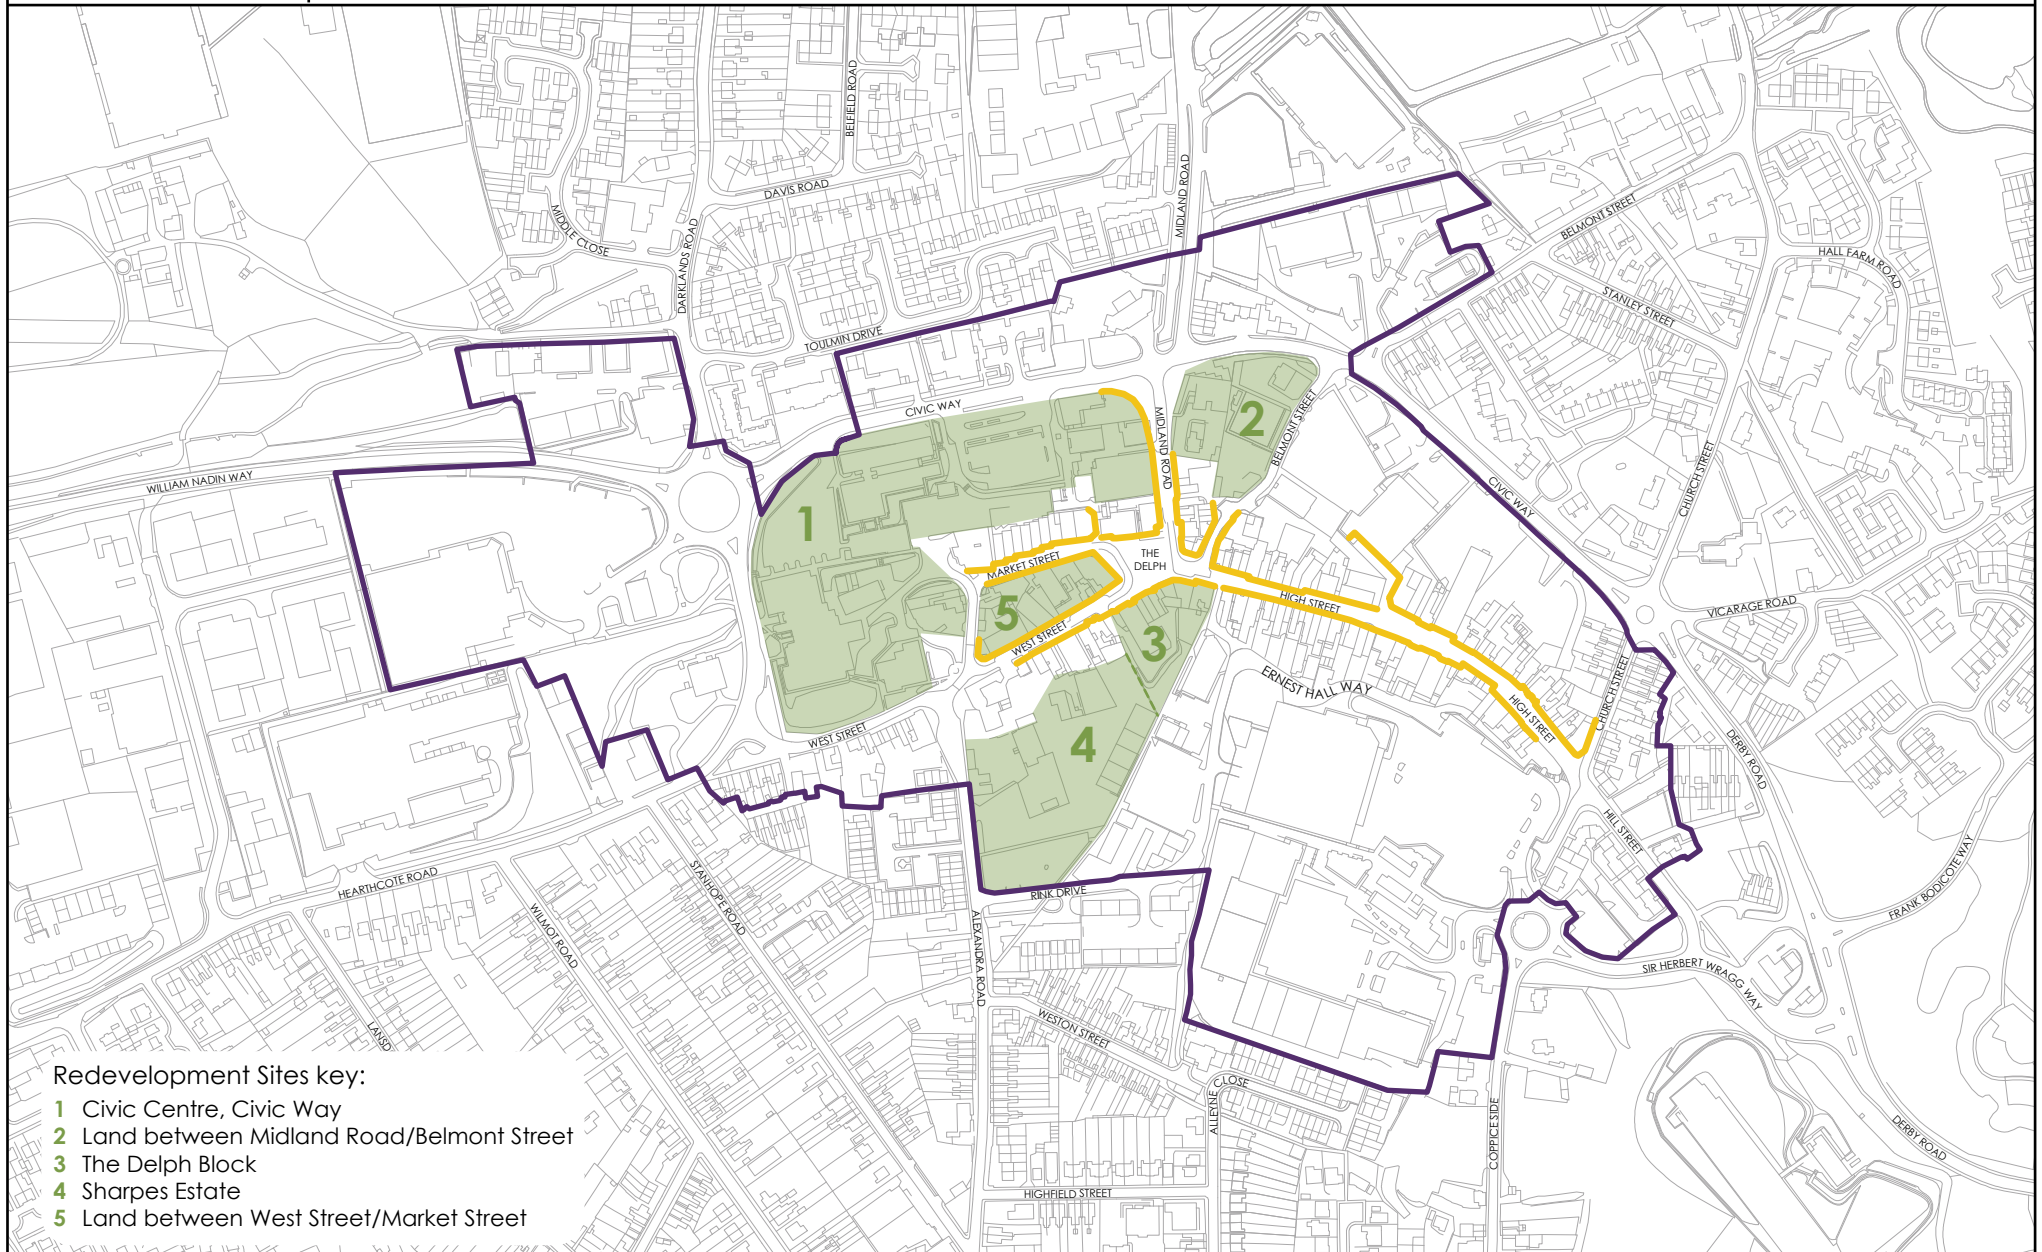 BELFIELD ROAD
DAVIS ROAD
MIDDLE CLOSE
DARKLANDS ROAD
MIDLAND ROAD
BELMONT STREET
HALL FARM ROAD
STANLEY STREET
TOULMIN DRIVE
CIVIC WAY
MIDLAND ROAD
2
BELMONT STREET
CHURCH STREET
WILLIAM NADIN WAY
CIVIC WAY
1
THE
DELPH
MARKET STREET
HIGH STREET
VICARAGE ROAD
5
WEST STREET
3
ERNEST HALL WAY
CHURCH STREET
HIGH STREET
WEST STREET
4
DERBY ROAD
HILL STREET
HEARTHCOTE ROAD
STANHOPE ROAD
RINK DRIVE
FRANK BODICOTE WAY
WILMOT ROAD
ALEXANDRA ROAD
SIR HERBERT WRAGG WAY
LANSD
WESTON STREET
ALLEYNE CLOSE
COPPICE SIDE
DERBY ROAD
HIGHFIELD STREET
Redevelopment Sites key:
1 Civic Centre, Civic Way
2 Land between Midland Road/Belmont Street
3 The Delph Block
4 Sharpes Estate
5 Land between West Street/Market Street